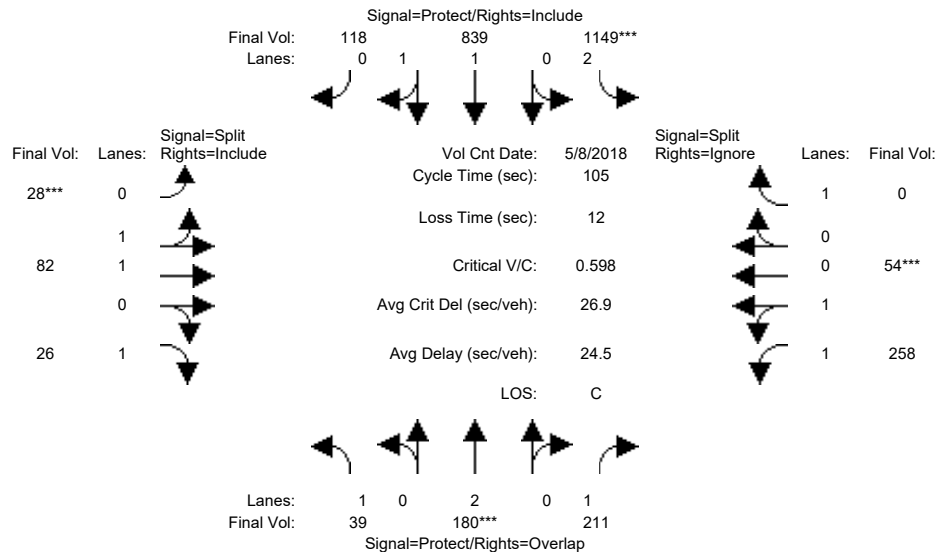 Signal=Protect/Rights=Include
Final Vol: 118 839 1149***
Lanes: 0 1 1 0 2
Signal=Split
Final Vol: Lanes: Rights=Include
Vol Cnt Date: 5/8/2018
Signal=Split
Rights=Ignore Lanes: Final Vol:
Cycle Time (sec): 105
28*** 0
1 0
Loss Time (sec): 12
1
0
82 1
Critical V/C: 0.598
0 54***
0
Avg Crit Del (sec/veh): 26.9
1
26 1
Avg Delay (sec/veh): 24.5
1 258
LOS: C
Lanes: 1 0 2 0 1
Final Vol: 39 180*** 211
Signal=Protect/Rights=Overlap